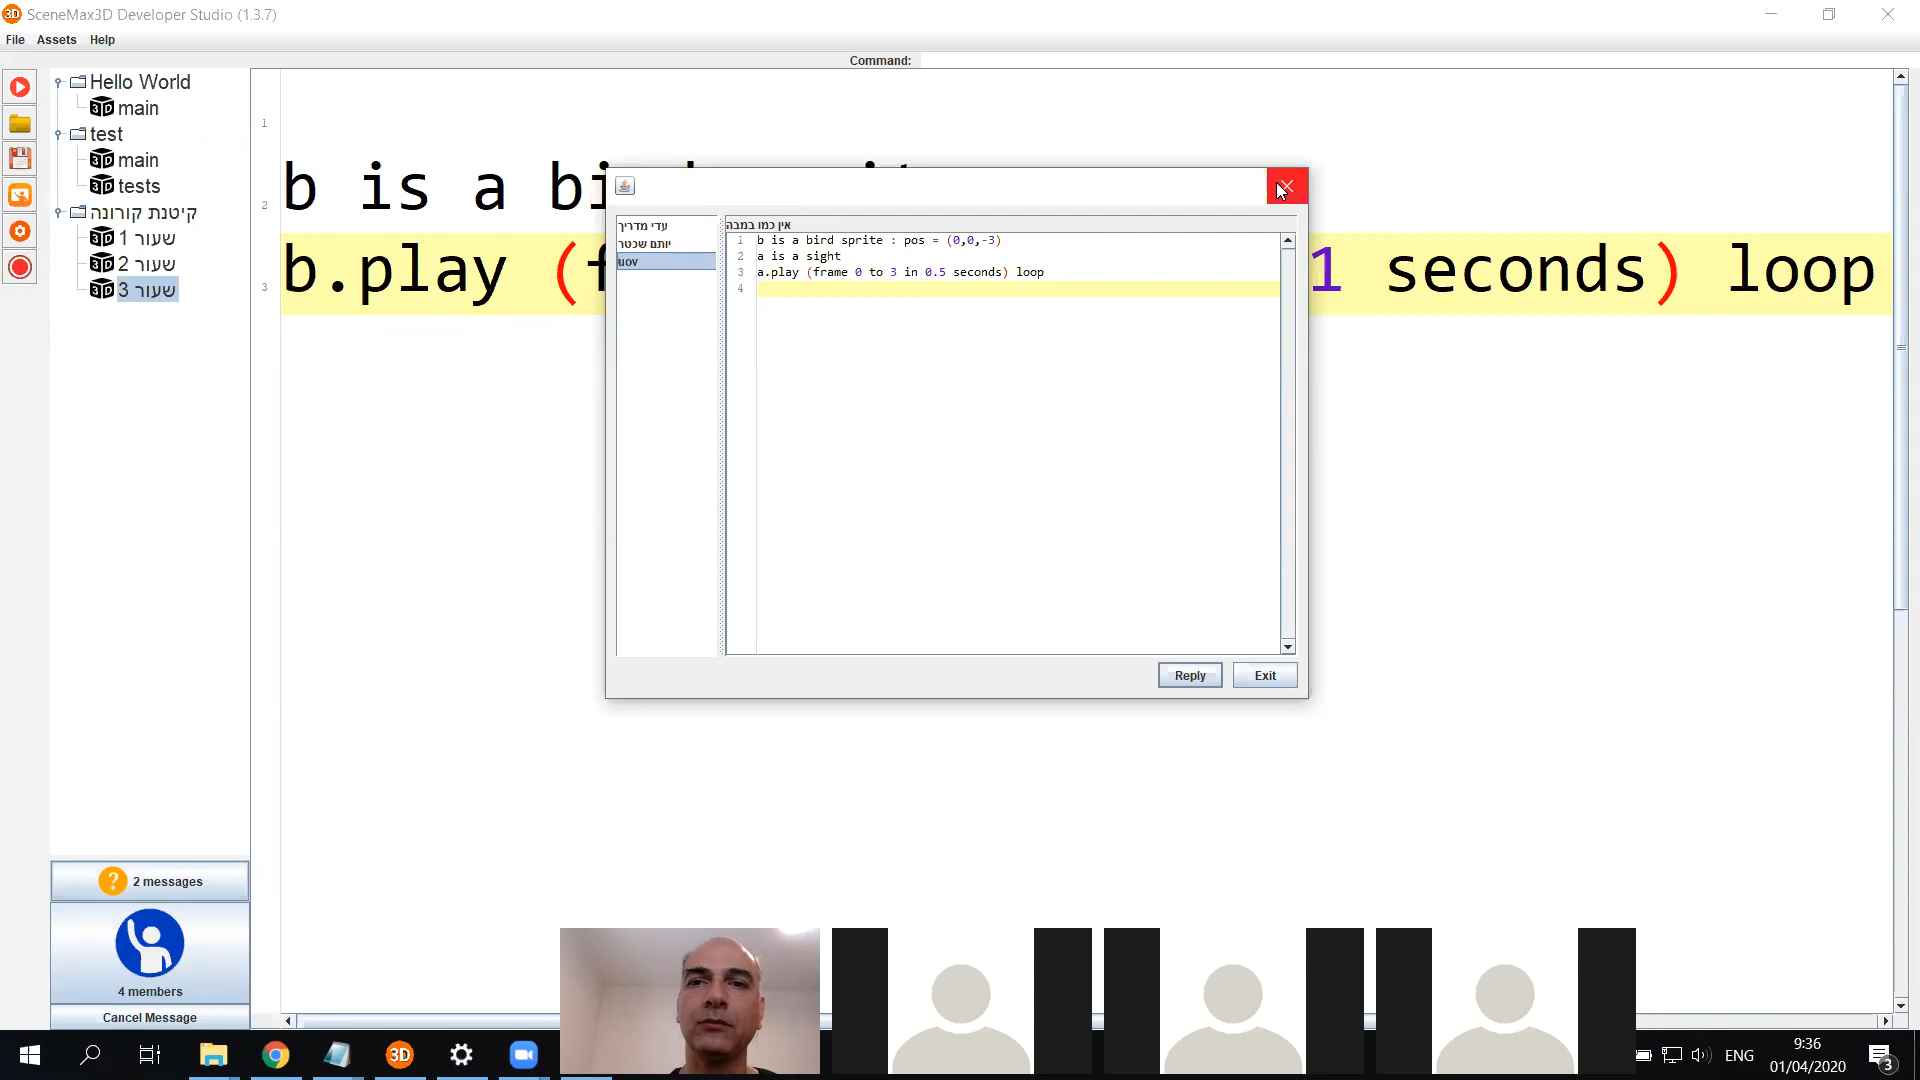 SceneMax3D Developer Studio (1.3.7)
File Assets Help
Command:
Hello World
main
test
main
tests
קיטנת קורונה
שעור 1
שעור 2
שעור 3
1
2
3
b is a
b.play (
1 seconds) loop
עדי מדריך
יותם שכטר
uov
אין כמו במבה
1 b is a bird sprite : pos = (0,0,-3)
2 a is a sight
3 a.play (frame 0 to 3 in 0.5 seconds) loop
4
Reply Exit
? 2 messages
4 members
Cancel Message
3D
ENG
9:36
01/04/2020
3